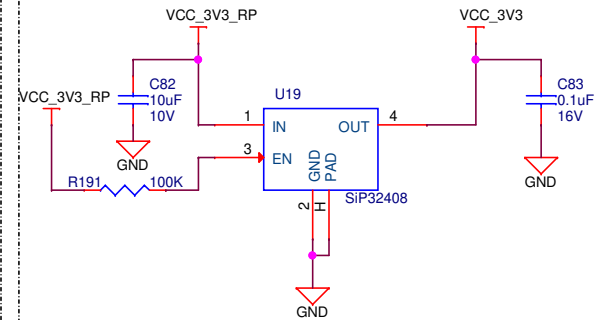 VCC_3V3_RP
VCC_3V3
C82
10uF
10V
VCC_3V3_RP
U19
C83
0.1uF
16V
1
IN
OUT
4
3
EN
GND
PAD
GND
R191
100K
SiP32408
GND
2
H
GND